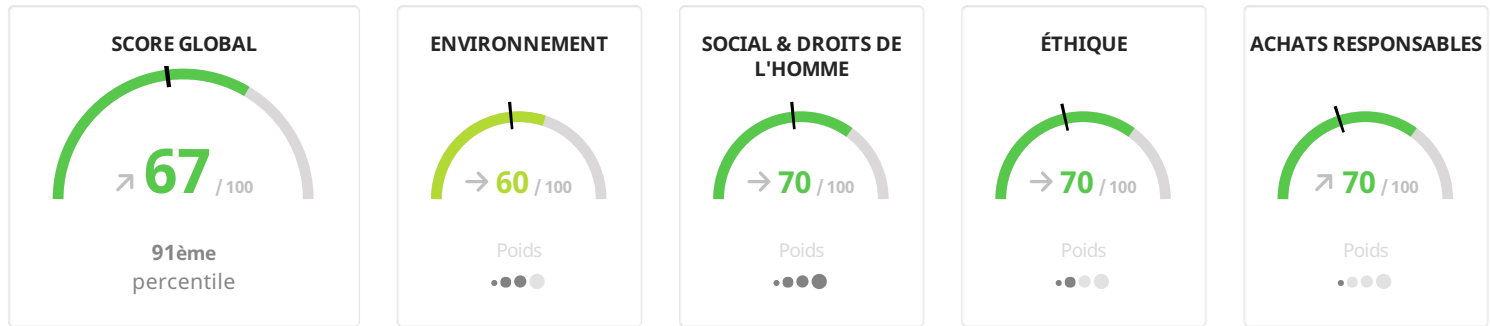 SCORE GLOBAL
67 / 100
91ème
percentile
ENVIRONNEMENT
60 / 100
Poids
SOCIAL & DROITS DE
L'HOMME
70 / 100
Poids
ÉTHIQUE
70 / 100
Poids
ACHATS RESPONSABLES
70 / 100
Poids